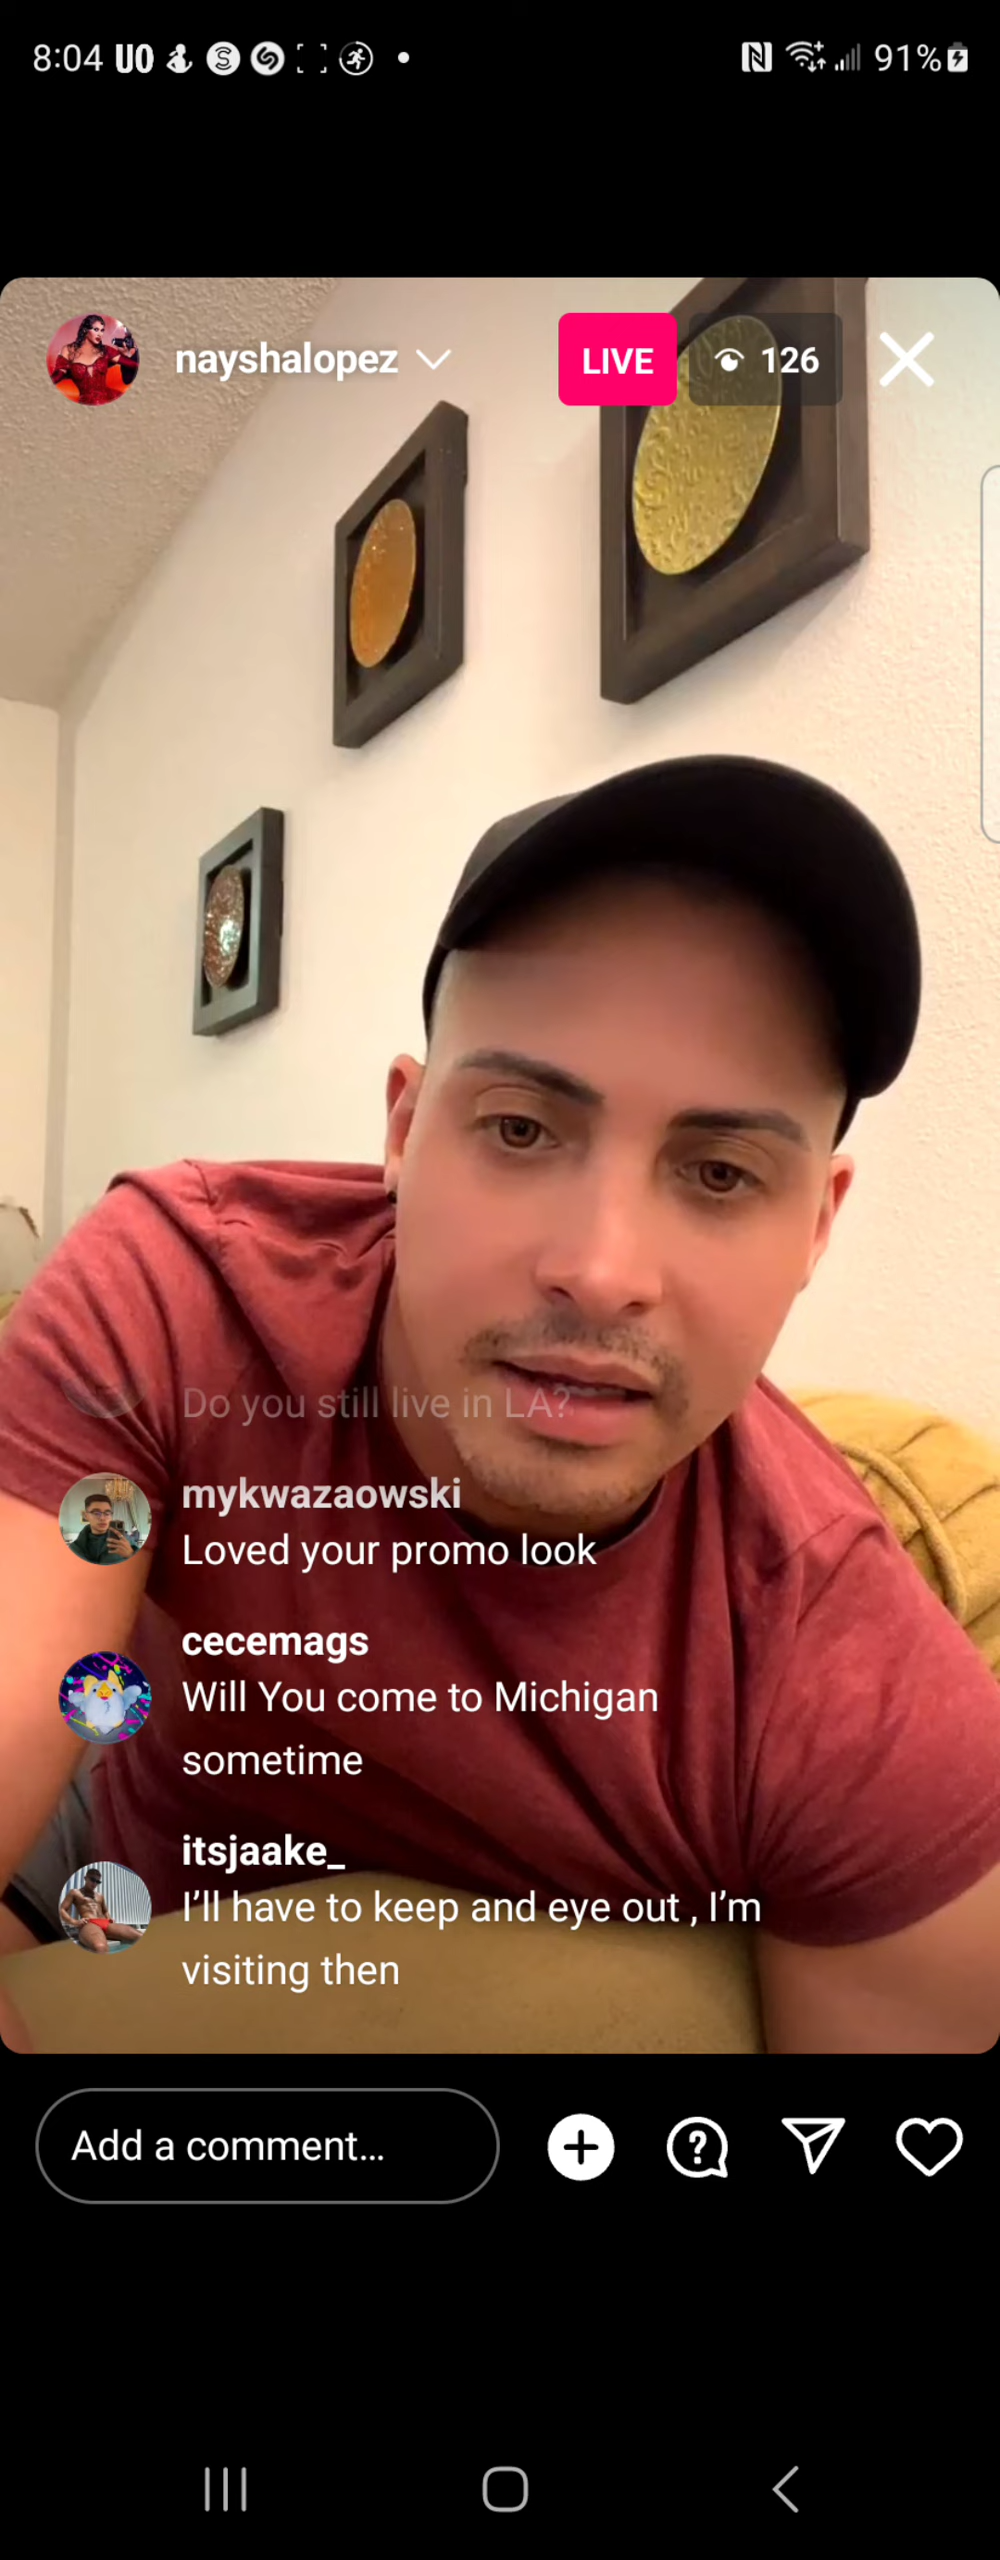 8:04 UO 91%
nayshalopez LIVE 126
Do you still live in LA?
mykwazaowski
Loved your promo look
cecemags
Will You come to Michigan
sometime
itsjaake_
I’ll have to keep and eye out , I’m
visiting then
Add a comment...